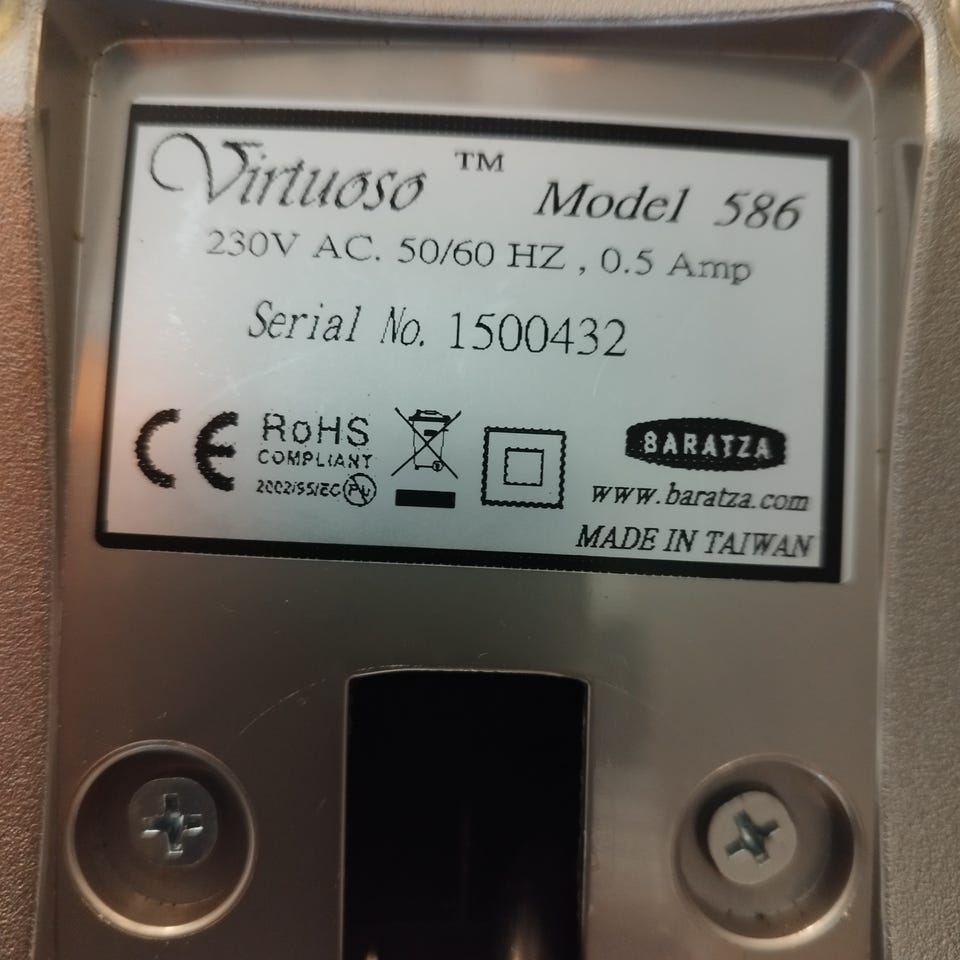 Virtuoso ™ Model 586
230V AC. 50/60 HZ , 0.5 Amp
Serial No. 1500432
CE RoHS
COMPLIANT
2002/95/EC Pb
BARATZA
www.baratza.com
MADE IN TAIWAN